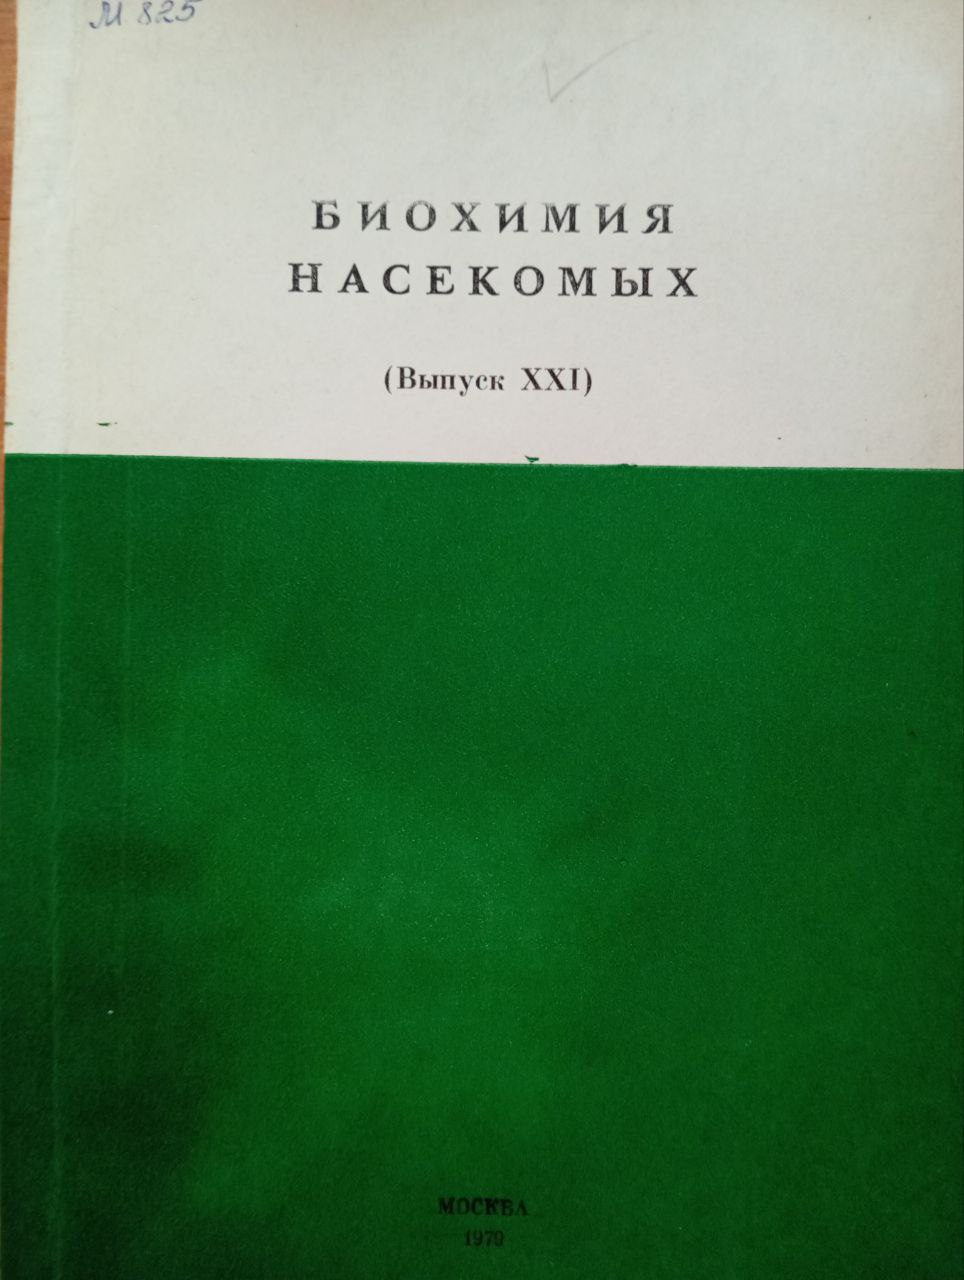 М 825
БИОХИМИЯ
НАСЕКОМЫХ
(Выпуск XXI)
МОСКВА
1979